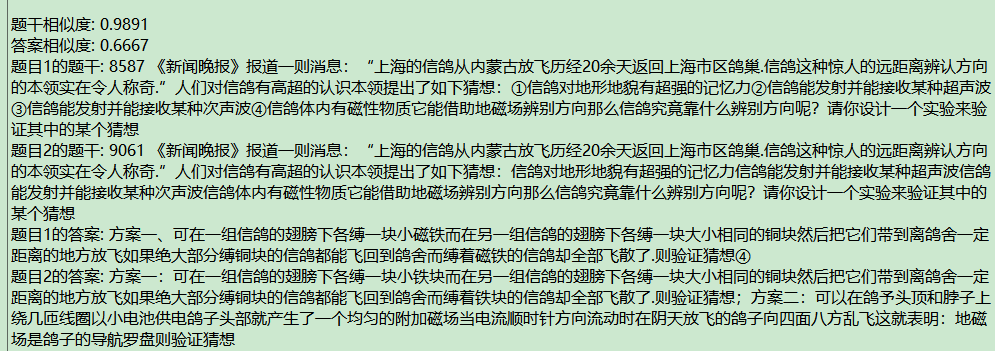 题干相似度: 0.9891
答案相似度: 0.6667
题目1的题干: 8587 《新闻晚报》报道一则消息：“上海的信鸽从内蒙古放飞历经20余天返回上海市区鸽巢.信鸽这种惊人的远距离辨认方向
的本领实在令人称奇.”人们对信鸽有高超的认识本领提出了如下猜想：①信鸽对地形地貌有超强的记忆力②信鸽能发射并能接收某种超声波
③信鸽能发射并能接收某种次声波④信鸽体内有磁性物质它能借助地磁场辨别方向那么信鸽究竟靠什么辨别方向呢？请你设计一个实验来验
证其中的某个猜想
题目2的题干: 9061 《新闻晚报》报道一则消息：“上海的信鸽从内蒙古放飞历经20余天返回上海市区鸽巢.信鸽这种惊人的远距离辨认方向
的本领实在令人称奇.”人们对信鸽有高超的认识本领提出了如下猜想：信鸽对地形地貌有超强的记忆力信鸽能发射并能接收某种超声波信鸽
能发射并能接收某种次声波信鸽体内有磁性物质它能借助地磁场辨别方向那么信鸽究竟靠什么辨别方向呢？请你设计一个实验来验证其中的
某个猜想
题目1的答案: 方案一、可在一组信鸽的翅膀下各缚一块小磁铁而在另一组信鸽的翅膀下各缚一块大小相同的铜块然后把它们带到离鸽舍一定
距离的地方放飞如果绝大部分缚铜块的信鸽都能飞回到鸽舍而缚着磁铁的信鸽却全部飞散了.则验证猜想④
题目2的答案: 方案一：可在一组信鸽的翅膀下各缚一块小铁块而在另一组信鸽的翅膀下各缚一块大小相同的铜块然后把它们带到离鸽舍一定
距离的地方放飞如果绝大部分缚铜块的信鸽都能飞回到鸽舍而缚着铁块的信鸽却全部飞散了.则验证猜想；方案二：可以在鸽予头顶和脖子上
绕几匝线圈以小电池供电鸽子头部就产生了一个均匀的附加磁场当电流顺时针方向流动时在阴天放飞的鸽子向四面八方乱飞这就表明：地磁
场是鸽子的导航罗盘则验证猜想